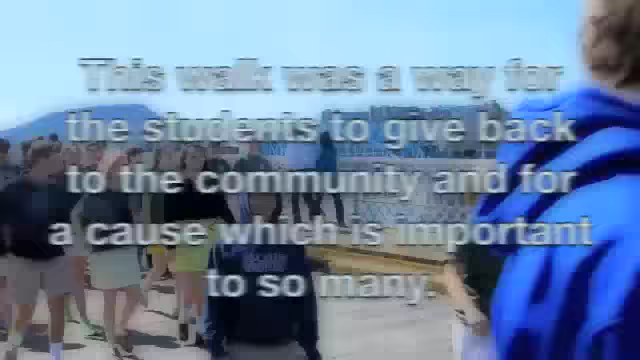 This walk was a way for
the students to give back
to the community and for
a cause which is important
to so many.